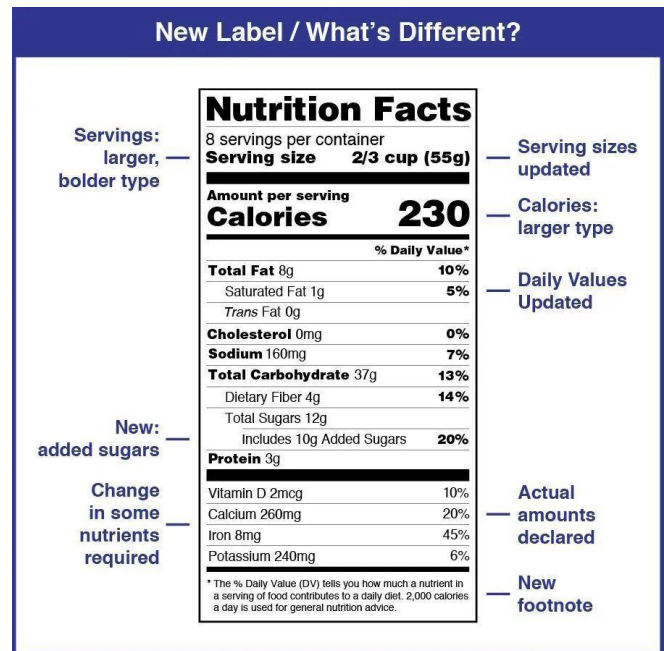 New Label / What's Different?
Servings:
larger,
bolder type
New:
added sugars
Change
in some
nutrients
required
Nutrition Facts
8 servings per container
Serving size 2/3 cup (55g)
Amount per serving
Calories 230
% Daily Value*
Total Fat 8g 10%
Saturated Fat 1g 5%
Trans Fat 0g
Cholesterol 0mg 0%
Sodium 160mg 7%
Total Carbohydrate 37g 13%
Dietary Fiber 4g 14%
Total Sugars 12g
Includes 10g Added Sugars 20%
Protein 3g
Vitamin D 2mcg 10%
Calcium 260mg 20%
Iron 8mg 45%
Potassium 240mg 6%
* The % Daily Value (DV) tells you how much a nutrient in
a serving of food contributes to a daily diet. 2,000 calories
a day is used for general nutrition advice.
Serving sizes
updated
Calories:
larger type
Daily Values
Updated
Actual
amounts
declared
New
footnote